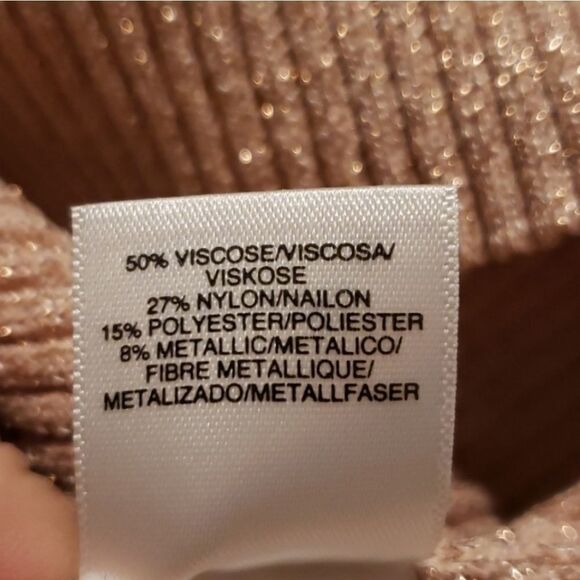 50% VISCOSE/VISCOSA/
VISKOSE
27% NYLON/NAILON
15% POLYESTER/POLIESTER
8% METALLIC/METALICO/
FIBRE METALLIQUE/
METALIZADO/METALLFASER